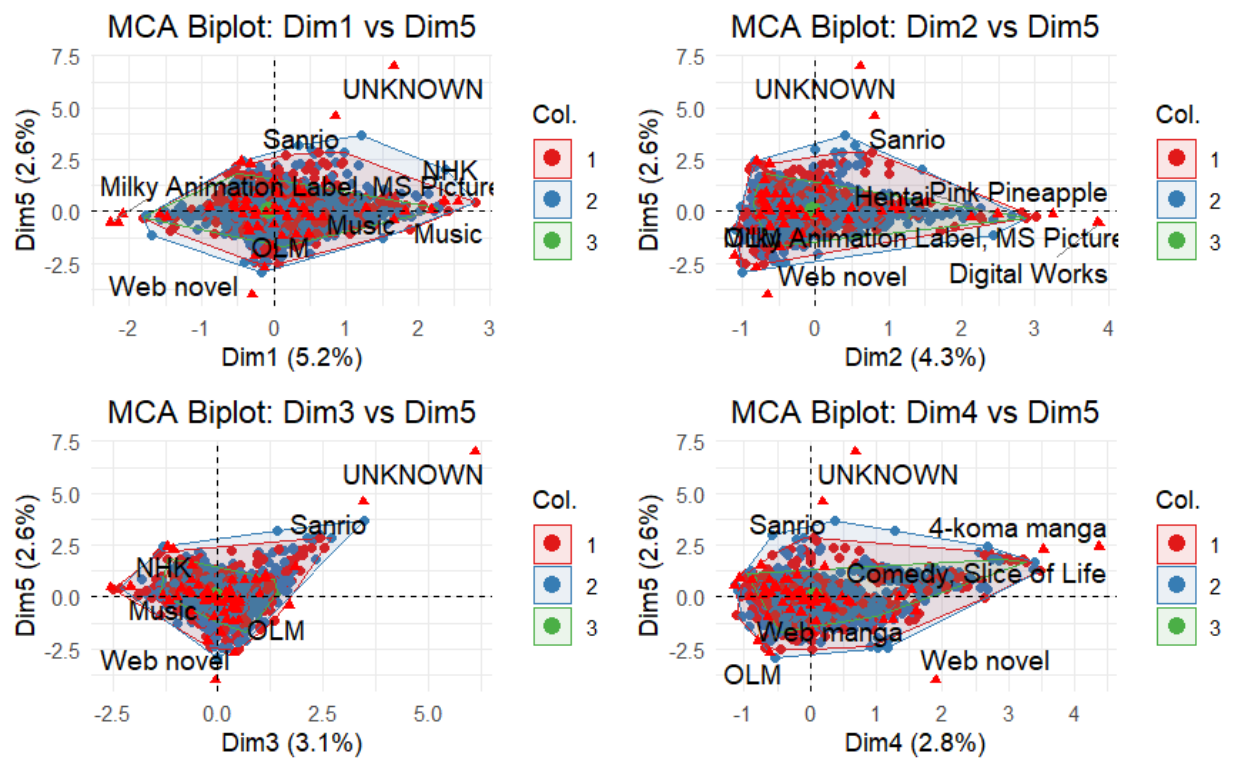 MCA Biplot: Dim1 vs Dim5
7.5
5.0
2.5
0.0
-2.5
Dim5 (2.6%)
UNKNOWN
Sanrio
NHK
Milky Animation Label, MS Picture
Music
Music
OLM
Web novel
-2 -1 0 1 2 3
Dim1 (5.2%)
Col.
1
2
3
MCA Biplot: Dim2 vs Dim5
7.5
5.0
2.5
0.0
-2.5
Dim5 (2.6%)
UNKNOWN
Sanrio
Hentai
Pink Pineapple
OLM
Milky Animation Label, MS Picture
Web novel
Digital Works
-1 0 1 2 3 4
Dim2 (4.3%)
Col.
1
2
3
MCA Biplot: Dim3 vs Dim5
7.5
5.0
2.5
0.0
-2.5
Dim5 (2.6%)
UNKNOWN
Sanrio
NHK
Music
OLM
Web novel
-2.5 0.0 2.5 5.0
Dim3 (3.1%)
Col.
1
2
3
MCA Biplot: Dim4 vs Dim5
7.5
5.0
2.5
0.0
-2.5
Dim5 (2.6%)
UNKNOWN
Sanrio
4-koma manga
Comedy, Slice of Life
Web manga
Web novel
OLM
-1 0 1 2 3 4
Dim4 (2.8%)
Col.
1
2
3